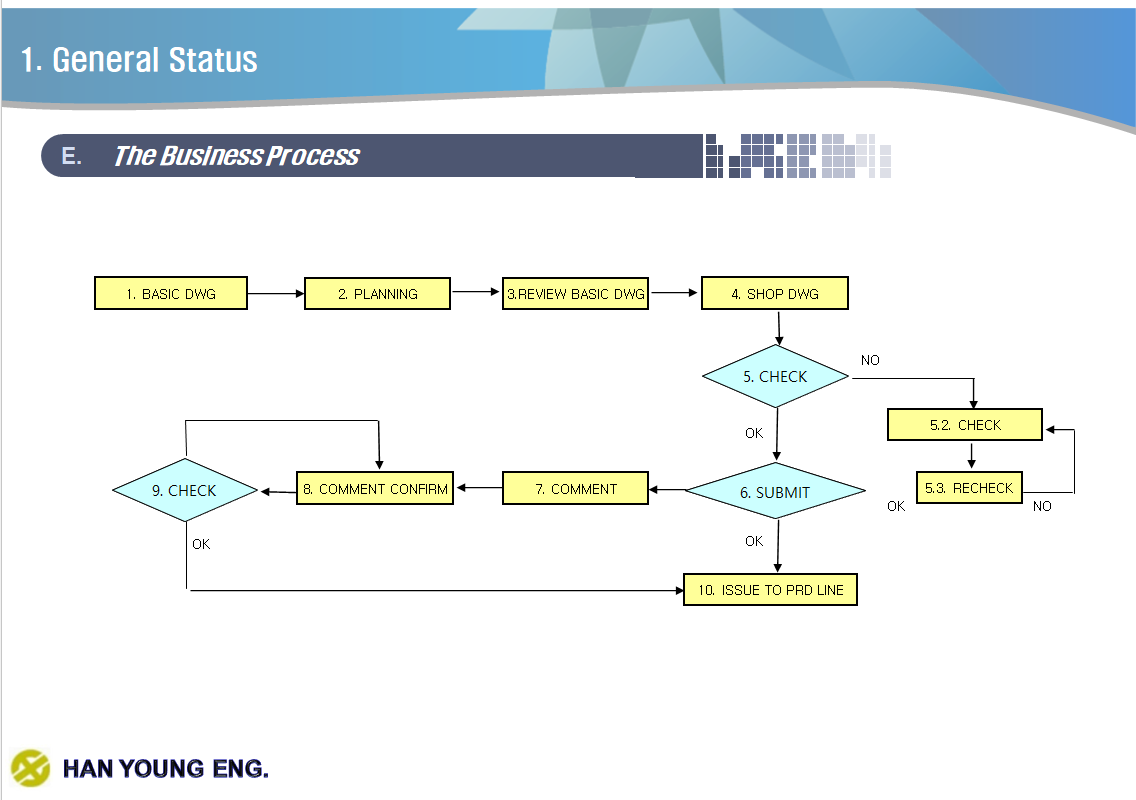 1. General Status
E. The Business Process
1. BASIC DWG
2. PLANNING
3.REVIEW BASIC DWG
4. SHOP DWG
5. CHECK
NO
5.2. CHECK
OK
9. CHECK
8. COMMENT CONFIRM
7. COMMENT
6. SUBMIT
5.3. RECHECK
OK
NO
OK
OK
10. ISSUE TO PRD LINE
HAN YOUNG ENG.